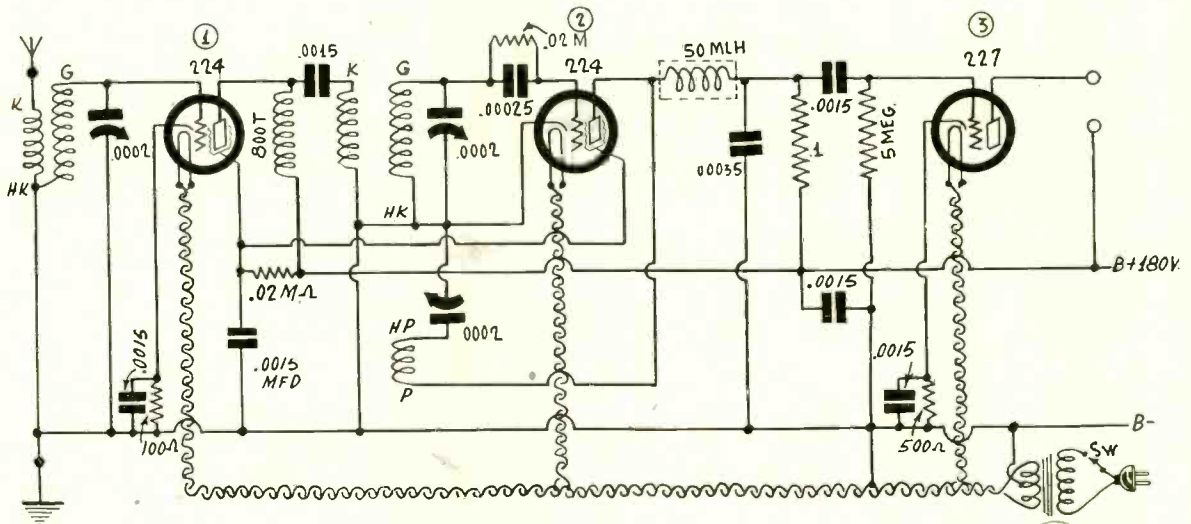 1
224
G
K
HK
.0002
800T
.0015
K
2
.02 M
224
G
.00025
.0002
HK
50 MLH
.00035
.1
.0015
5 MEG.
3
227
.02 MΩ
.0015
MFD
.0015
100Ω
HP
.0002
P
.0015
B+180V.
.0015
500Ω
B-
SW